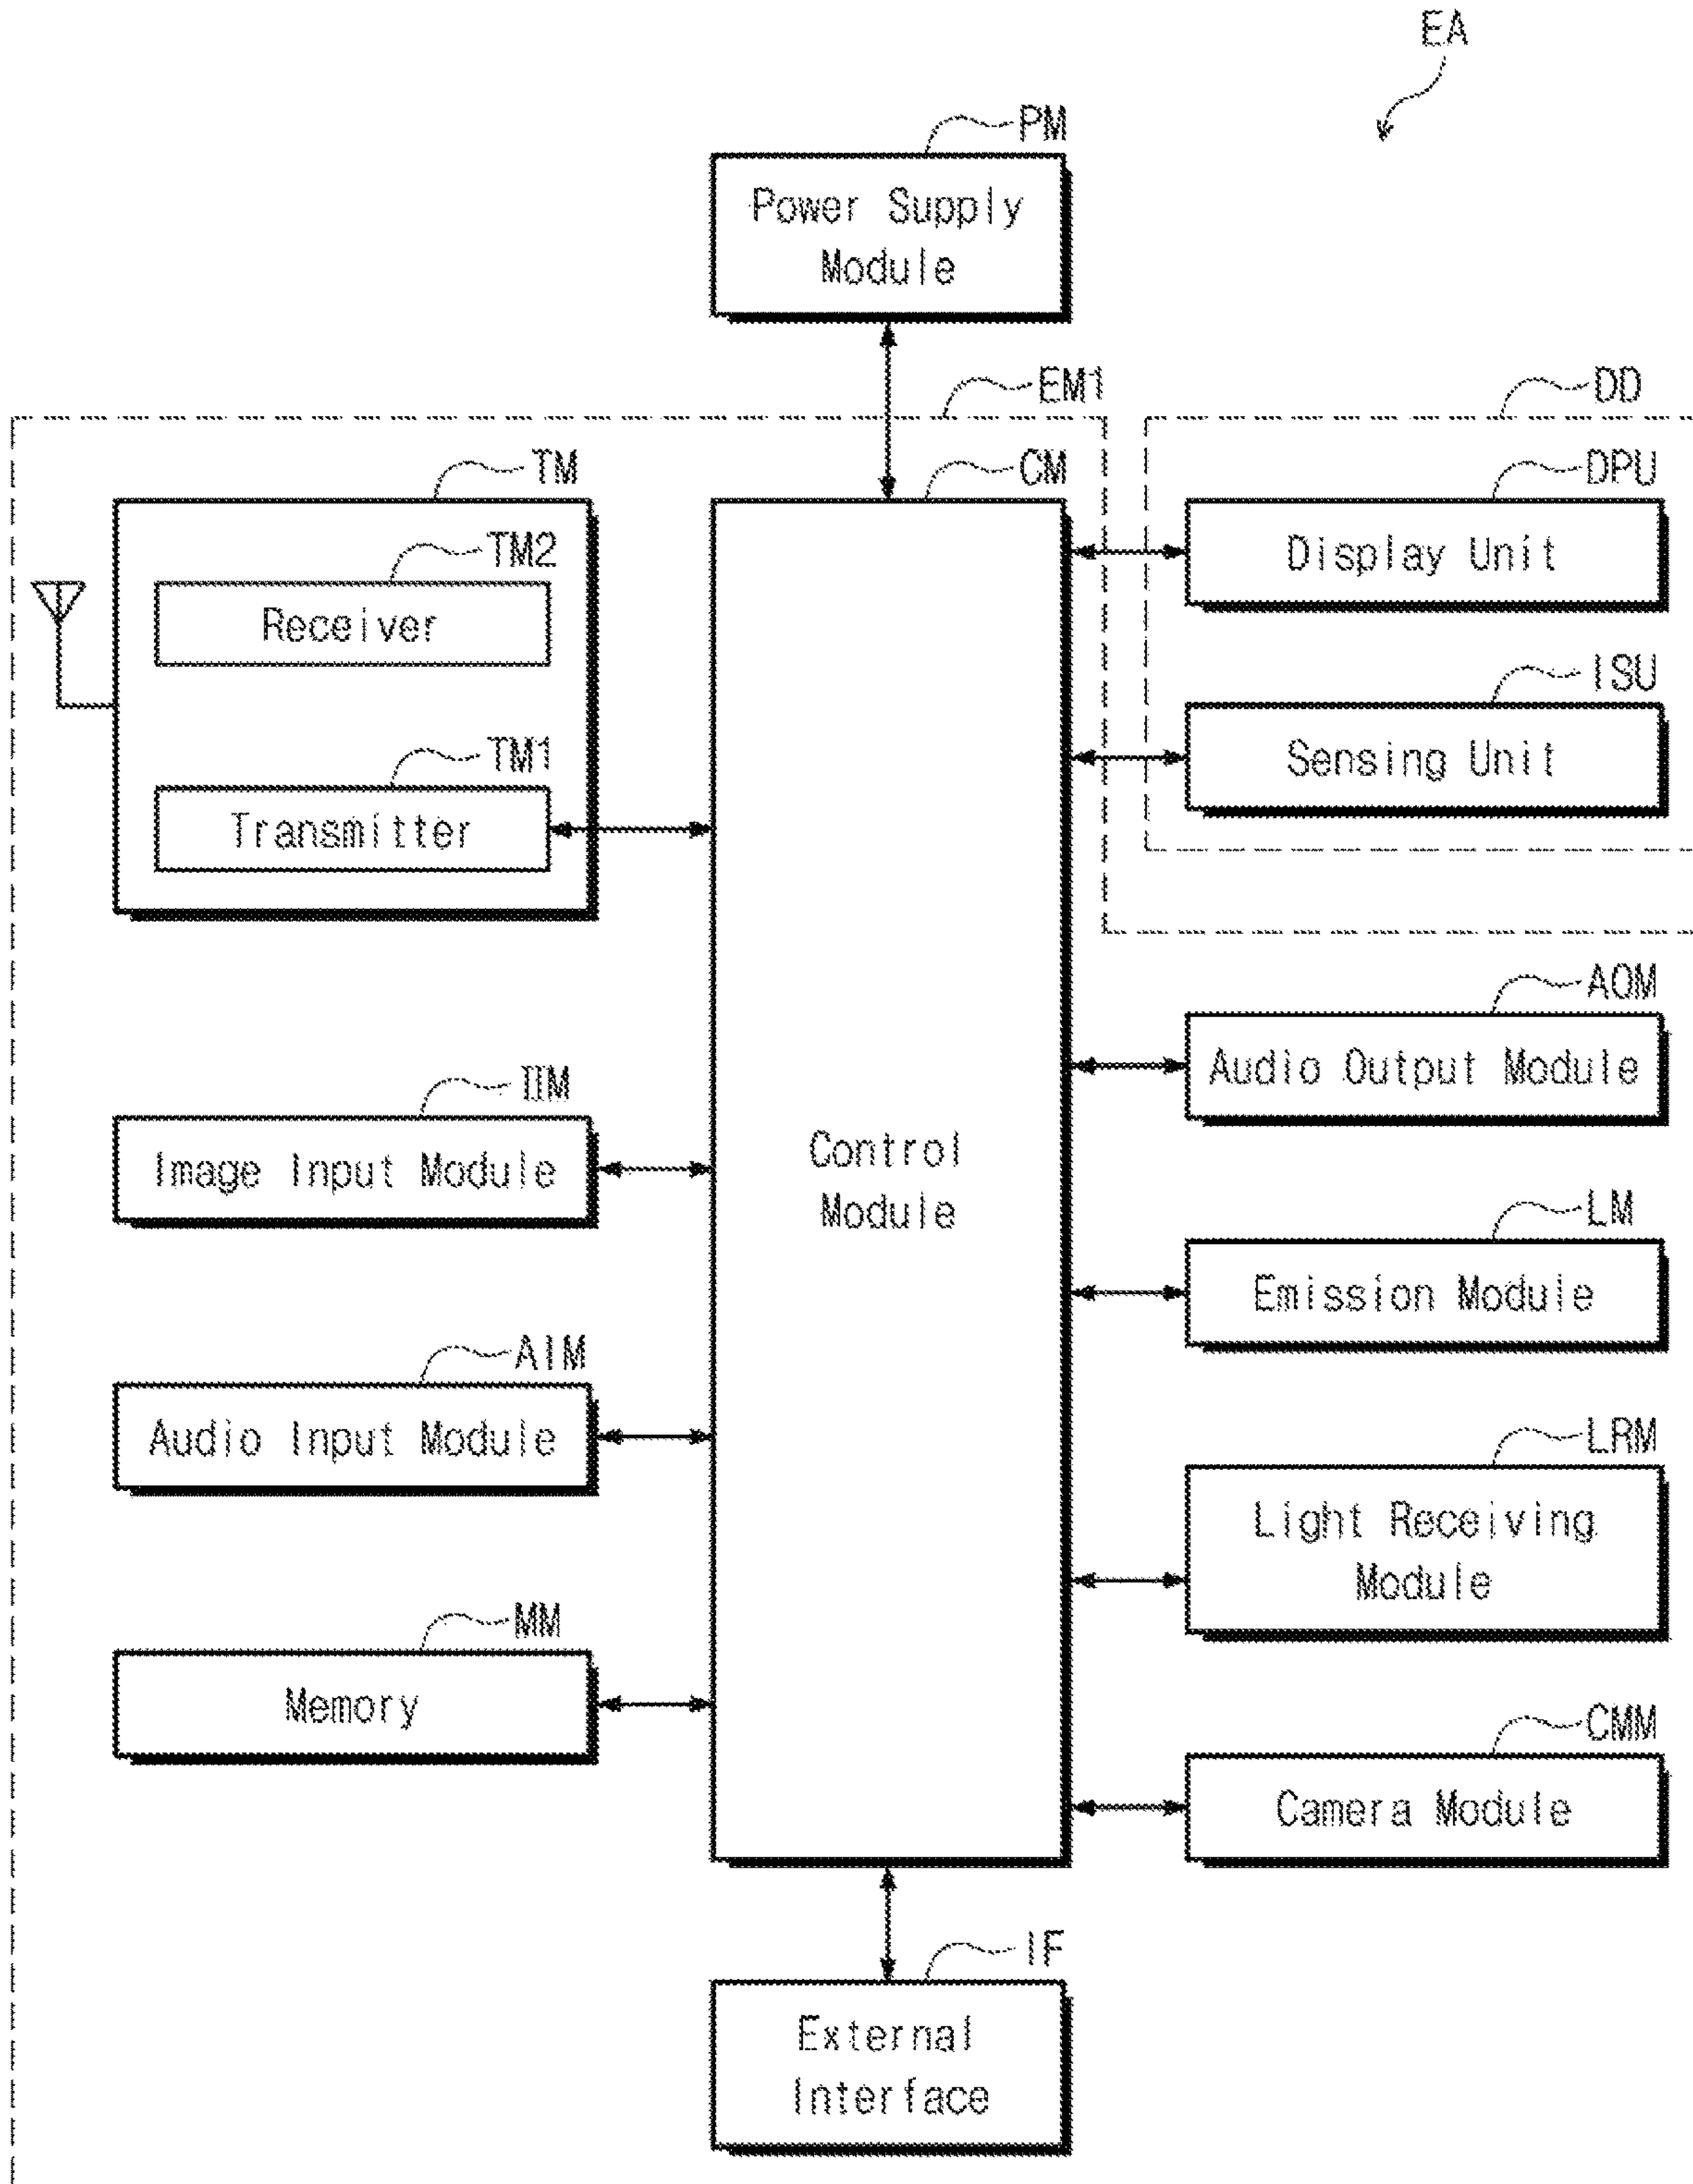 EA
PM
Power Supply
Module
EM1
DD
TM
CM
DPU
TM2
Receiver
Display Unit
ISU
Sensing Unit
TM1
Transmitter
AOM
Audio Output Module
IIM
Image Input Module
Control
Module
LM
Emission Module
AIM
Audio Input Module
LRM
Light Receiving
Module
MM
Memory
CMM
Camera Module
IF
External
Interface